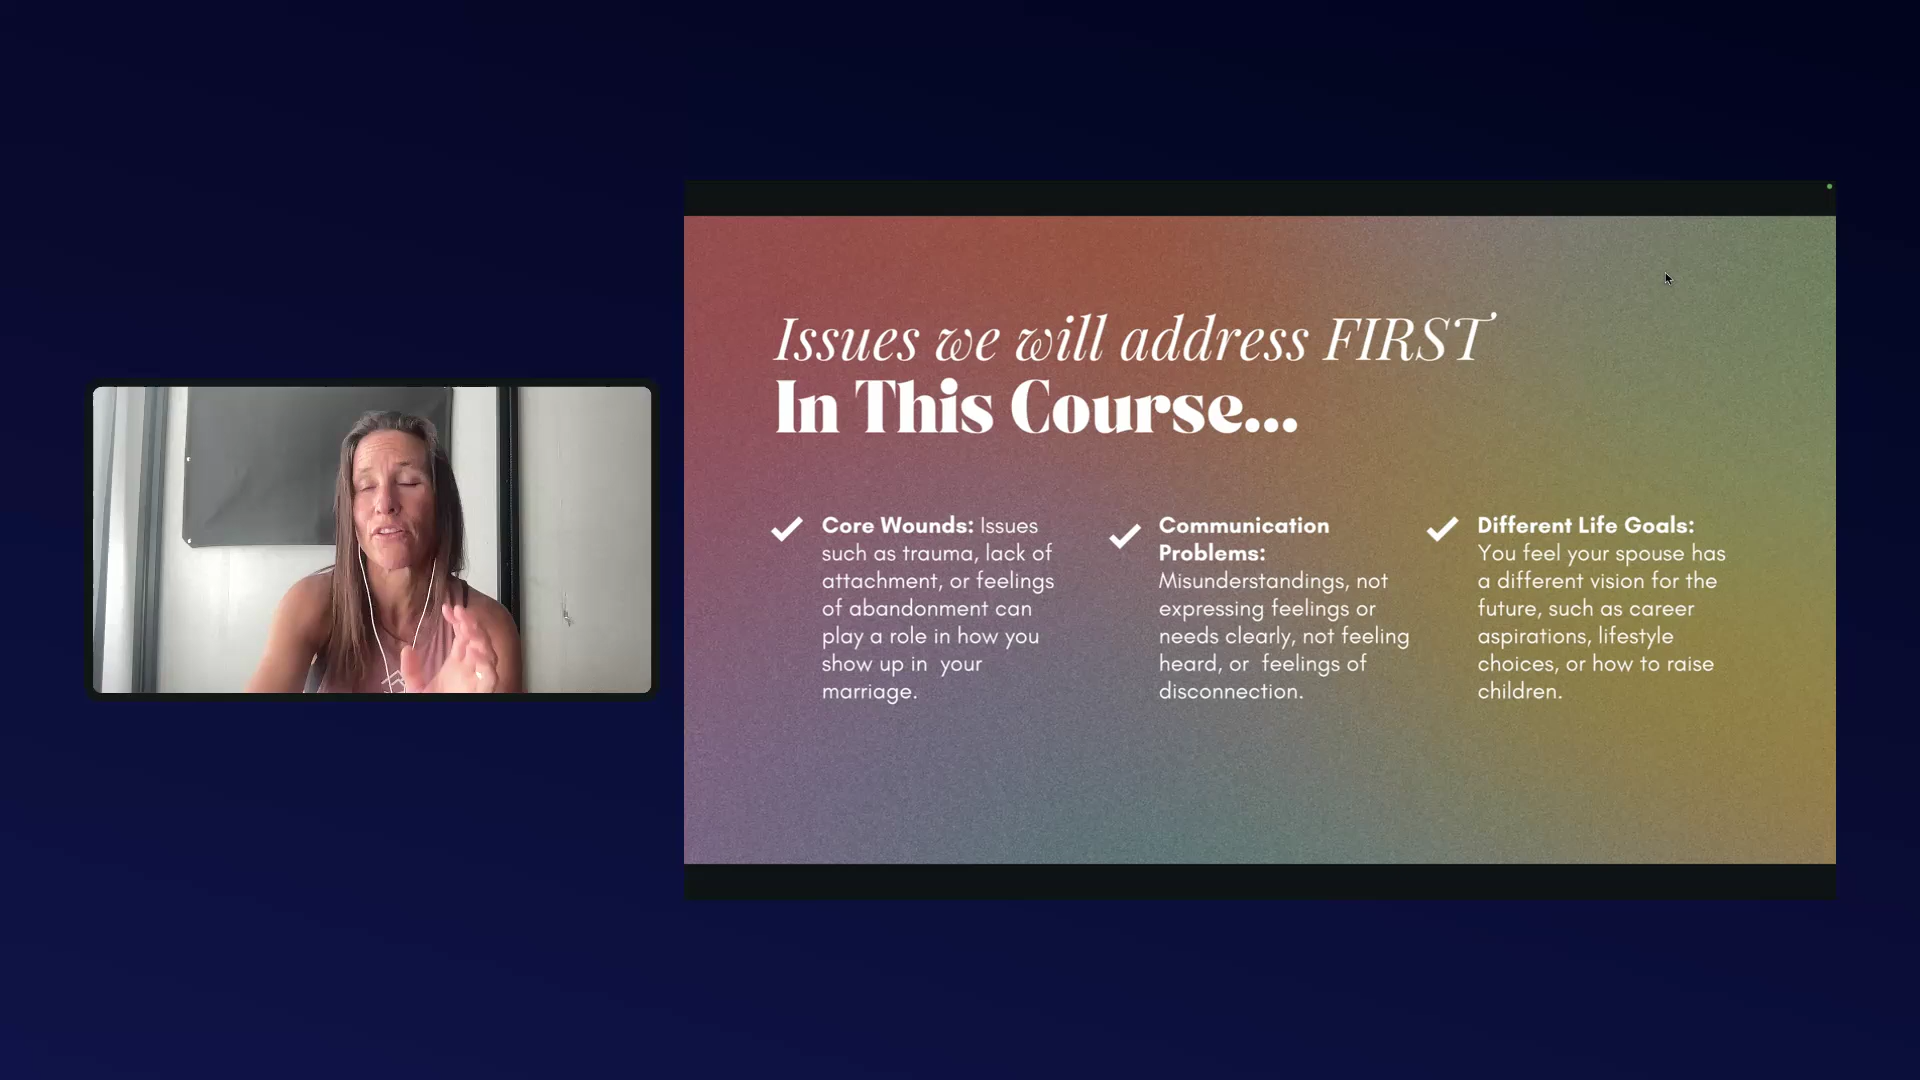 Issues we will address FIRST
In This Course...
Core Wounds: Issues
such as trauma, lack of
attachment, or feelings
of abandonment can
play a role in how you
show up in your
marriage.
Communication
Problems:
Misunderstandings, not
expressing feelings or
needs clearly, not feeling
heard, or feelings of
disconnection.
Different Life Goals:
You feel your spouse has
a different vision for the
future, such as career
aspirations, lifestyle
choices, or how to raise
children.